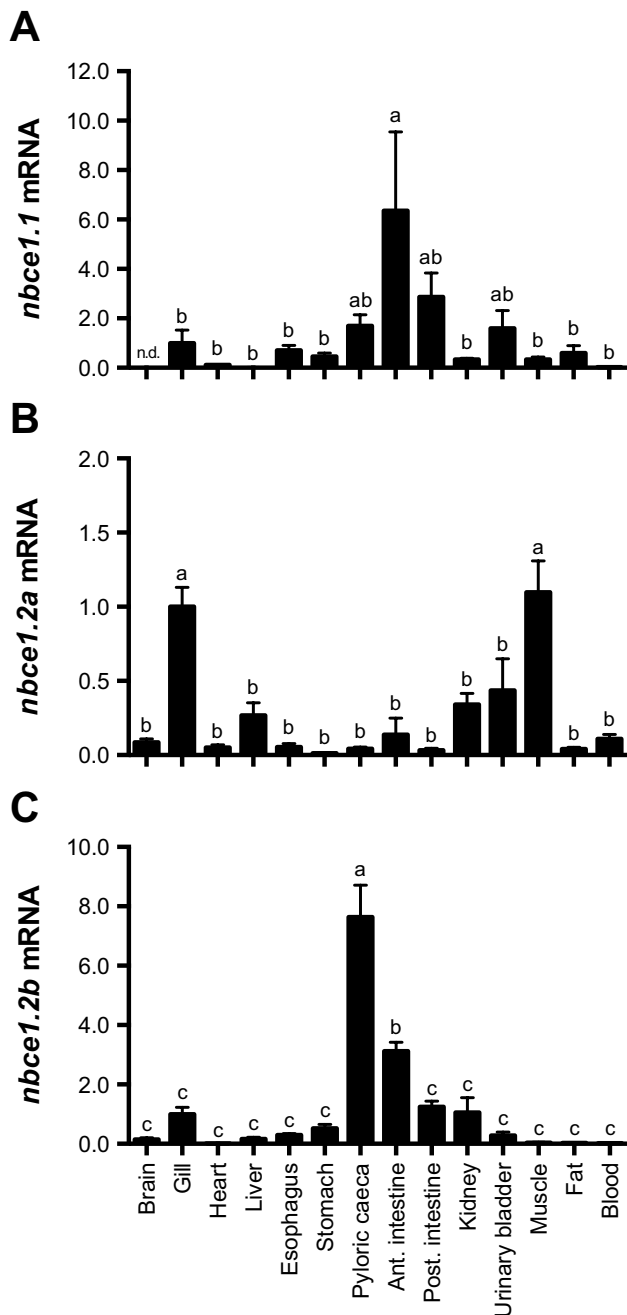 A
nbce1.1 mRNA
12.0
10.0
8.0
6.0
4.0
2.0
0.0
n.d. b b b b b ab a ab b ab b b b
B
nbce1.2a mRNA
2.0
1.5
1.0
0.5
0.0
b a b b b b b b b b b a b b
C
nbce1.2b mRNA
10.0
8.0
6.0
4.0
2.0
0.0
c c c c c c a b c c c c c c
Brain
Gill
Heart
Liver
Esophagus
Stomach
Pyloric caeca
Ant. intestine
Post. intestine
Kidney
Urinary bladder
Muscle
Fat
Blood